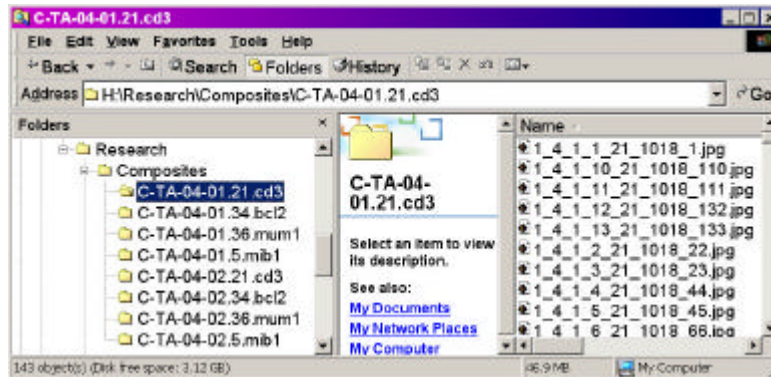 C-TA-04-01.21.cd3
File Edit View Favorites Tools Help
Back Search Folders History
Address H:\Research\Composites\C-TA-04-01.21.cd3 Go
Folders
Research
Composites
C-TA-04-01.21.cd3
C-TA-04-01.34.bcl2
C-TA-04-01.36.mum1
C-TA-04-01.5.mib1
C-TA-04-02.21.cd3
C-TA-04-02.34.bcl2
C-TA-04-02.36.mum1
C-TA-04-02.5.mib1
C-TA-04-
01.21.cd3
Select an item to view
its description.
See also:
My Documents
My Network Places
My Computer
Name
1_4_1_1_21_1018_1.jpg
1_4_1_10_21_1018_110.jpg
1_4_1_11_21_1018_111.jpg
1_4_1_12_21_1018_132.jpg
1_4_1_13_21_1018_133.jpg
1_4_1_2_21_1018_22.jpg
1_4_1_3_21_1018_23.jpg
1_4_1_4_21_1018_44.jpg
1_4_1_5_21_1018_45.jpg
1_4_1_6_21_1018_66.jpg
143 object(s) (Disk free space: 3.12 GB) 46.9 MB My Computer